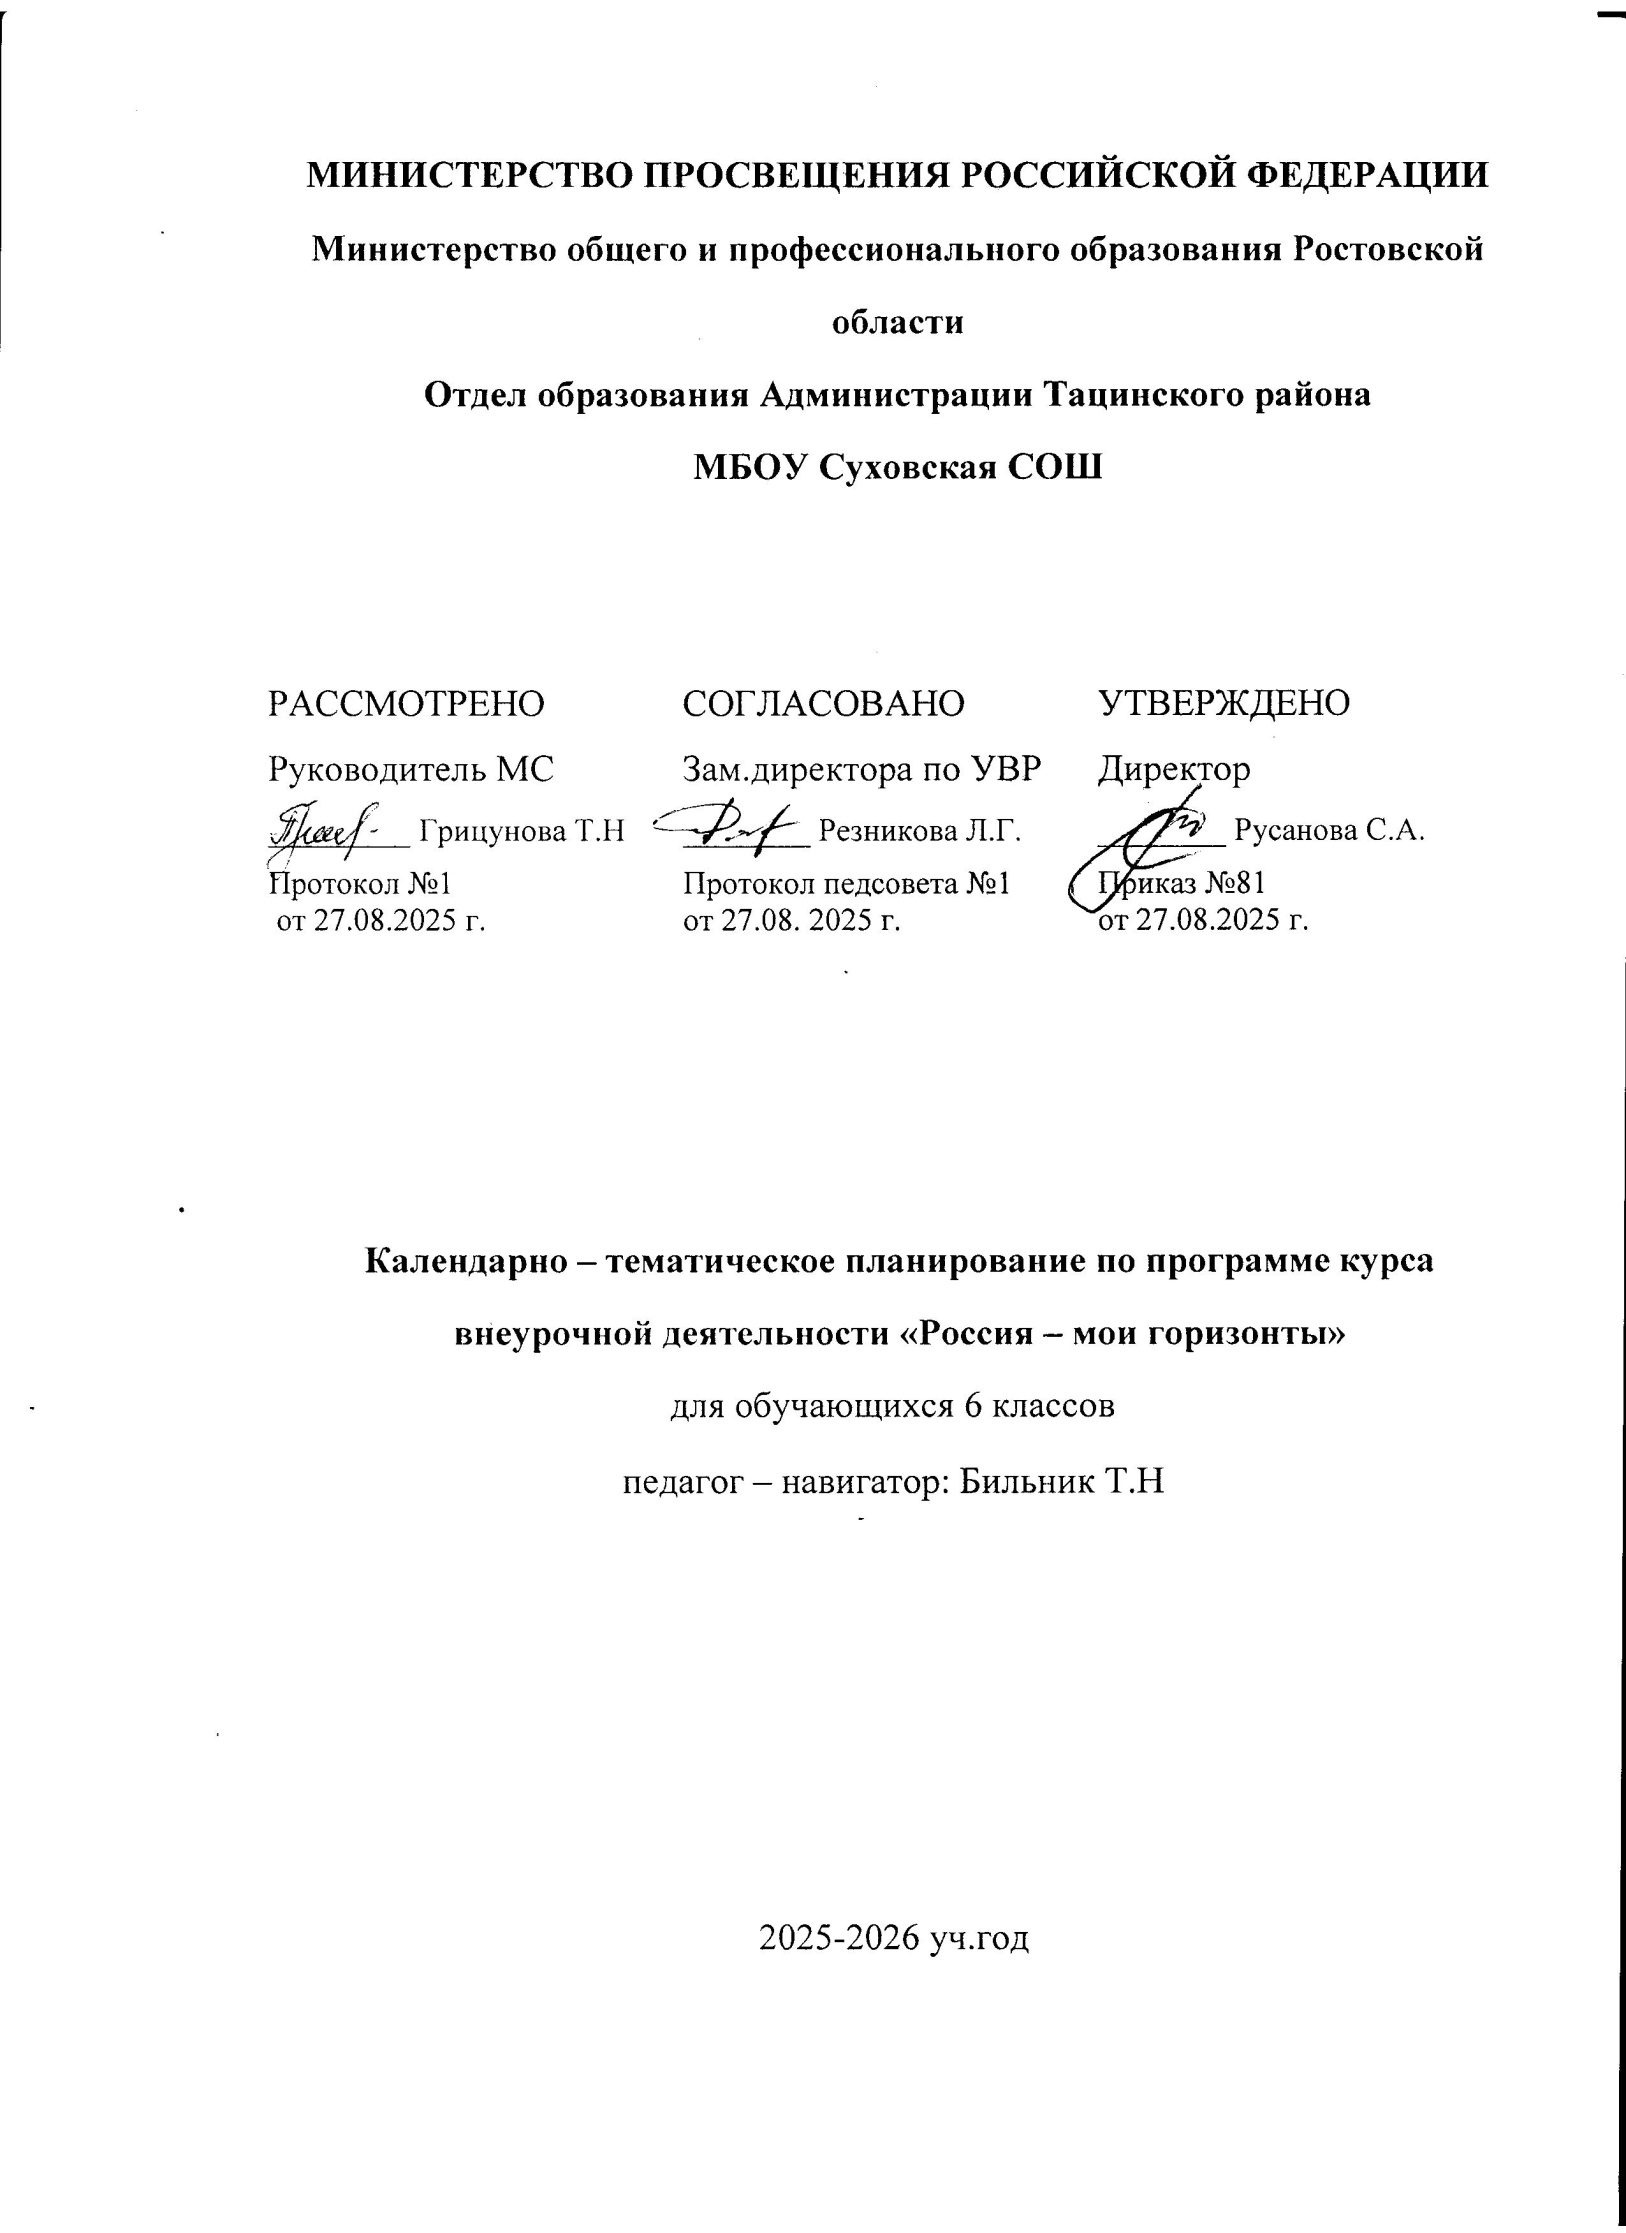 МИНИСТЕРСТВО ПРОСВЕЩЕНИЯ РОССИЙСКОЙ ФЕДЕРАЦИИ
Министерство общего и профессионального образования Ростовской
области
Отдел образования Администрации Тацинского района
МБОУ Суховская СОШ
РАССМОТРЕНО СОГЛАСОВАНО УТВЕРЖДЕНО
Руководитель МС Зам.директора по УВР Директор
Грицунова Т.Н Резникова Л.Г. Русанова С.А.
Протокол №1 Протокол педсовета №1 Приказ №81
от 27.08.2025 г. от 27.08. 2025 г. от 27.08.2025 г.
Календарно – тематическое планирование по программе курса
внеурочной деятельности «Россия – мои горизонты»
для обучающихся 6 классов
педагог – навигатор: Бильник Т.Н
2025-2026 уч.год